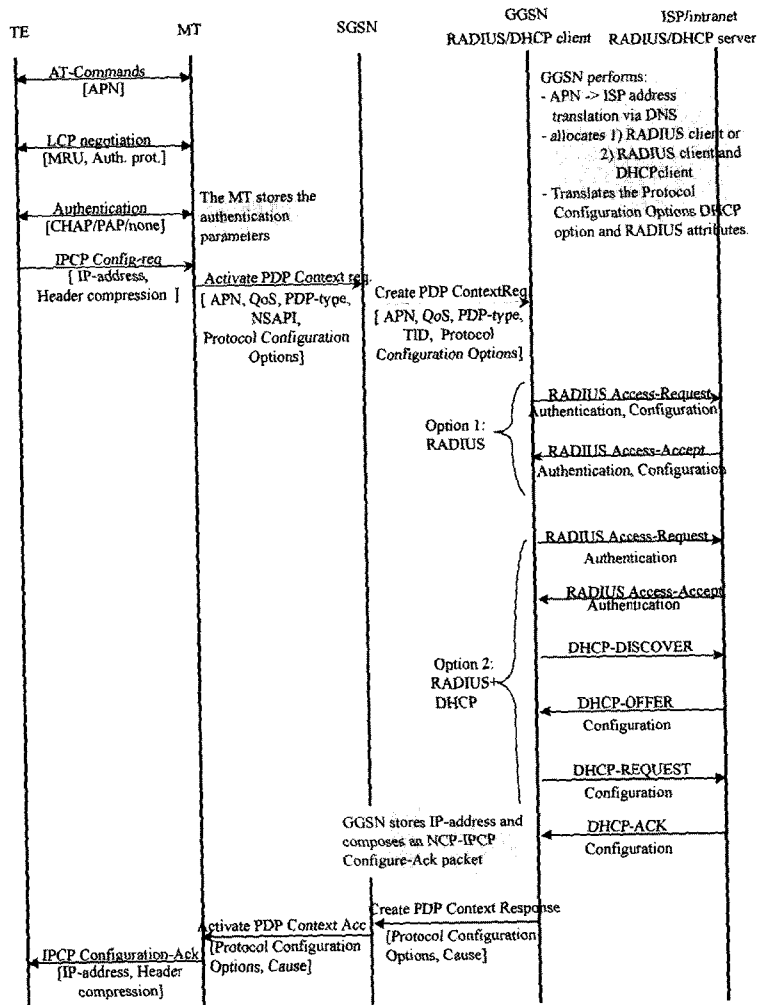 TE
MT
SGSN
GGSN
RADIUS/DHCP client
ISP/intranet
RADIUS/DHCP server
AT-Commands
[APN]
GGSN performs:
- APN -> ISP address
translation via DNS
- allocates 1) RADIUS client or
2) RADIUS client and
DHCPclient
- Translates the Protocol
Configuration Options DHCP
option and RADIUS attributes.
LCP negotiation
[MRU, Auth. prot.]
Authentication
[CHAP/PAP/none]
The MT stores the
authentication
parameters
IPCP Config-req
[ IP-address,
Header compression ]
Activate PDP Context req.
[ APN, QoS, PDP-type,
NSAPI,
Protocol Configuration
Options]
Create PDP ContextReq
[ APN, QoS, PDP-type,
TID, Protocol
Configuration Options]
Option 1:
RADIUS
RADIUS Access-Request
Authentication, Configuration
RADIUS Access-Accept
Authentication, Configuration
Option 2:
RADIUS+
DHCP
RADIUS Access-Request
Authentication
RADIUS Access-Accept
Authentication
DHCP-DISCOVER
DHCP-OFFER
Configuration
DHCP-REQUEST
Configuration
DHCP-ACK
Configuration
GGSN stores IP-address and
composes an NCP-IPCP
Configure-Ack packet
Create PDP Context Response
[Protocol Configuration
Options, Cause]
Activate PDP Context Acc
[Protocol Configuration
Options, Cause]
IPCP Configuration-Ack
[IP-address, Header
compression]